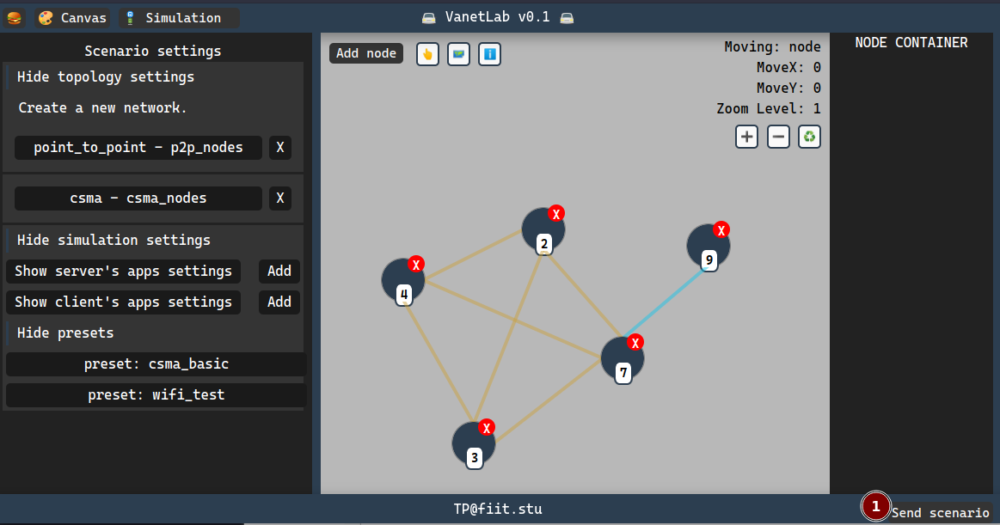 Canvas
Simulation
VanetLab v0.1
Scenario settings
Hide topology settings
Create a new network.
point_to_point - p2p_nodes X
csma - csma_nodes X
Hide simulation settings
Show server's apps settings Add
Show client's apps settings Add
Hide presets
preset: csma_basic
preset: wifi_test
Add node
Moving: node
MoveX: 0
MoveY: 0
Zoom Level: 1
X
2
X
9
X
4
X
7
X
3
NODE CONTAINER
TP@fiit.stu
1
Send scenario